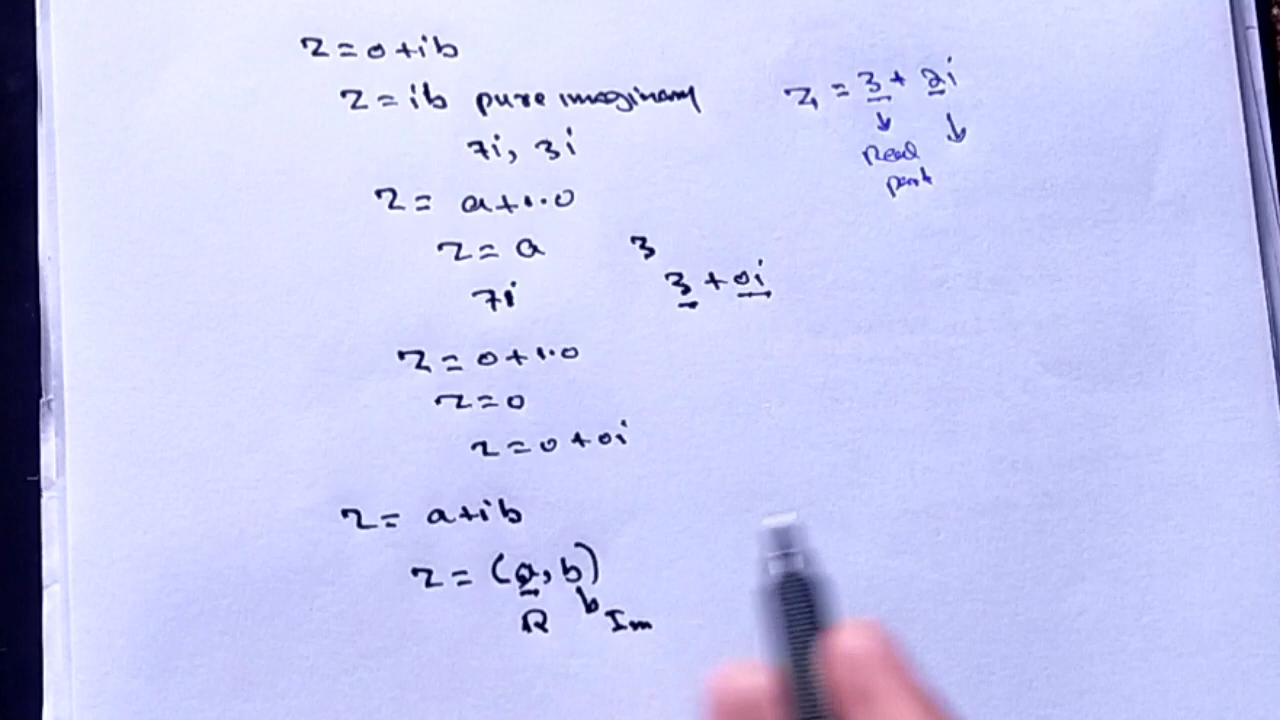 z = 0 + ib
z = ib pure imaginary
7i, 3i
z = a + i.0
z = a
7i
z = 0 + i.0
z = 0
z = 0 + 0i
z = a + ib
z = (a, b)
R Im
3
3 + 0i
z₁ = 3 + 2i
Real
part